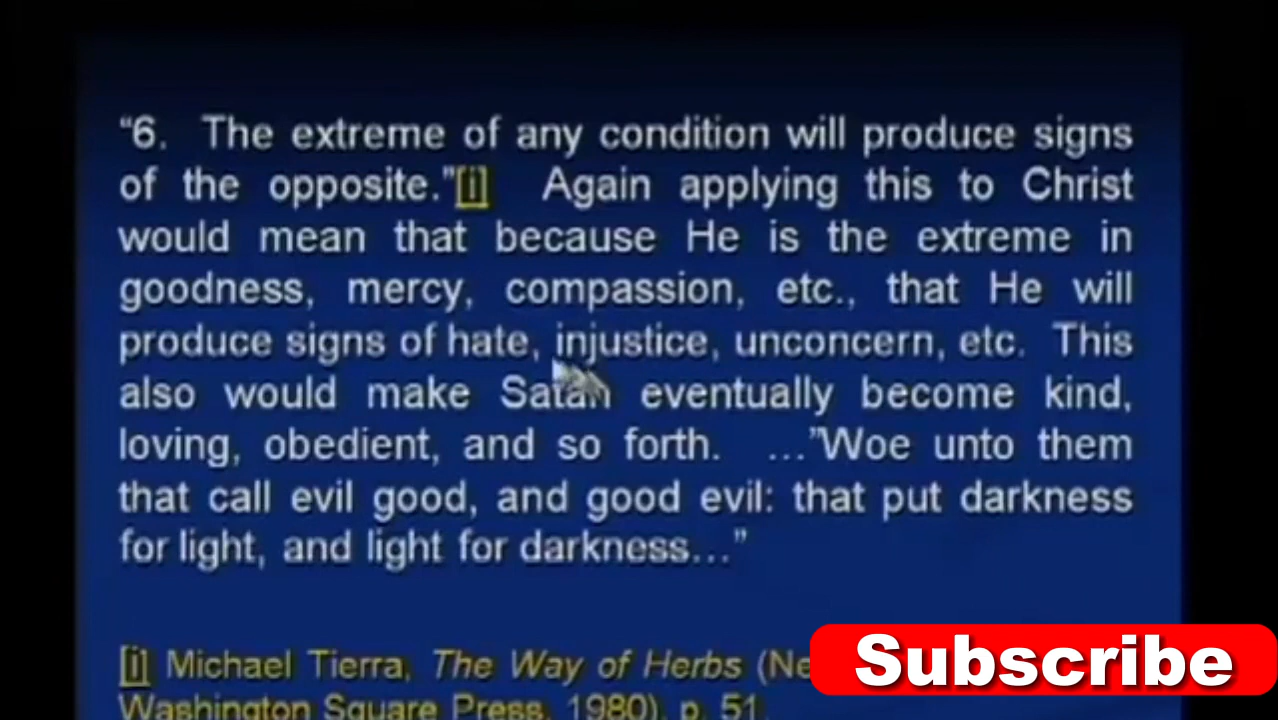 “6. The extreme of any condition will produce signs
of the opposite.”[i] Again applying this to Christ
would mean that because He is the extreme in
goodness, mercy, compassion, etc., that He will
produce signs of hate, injustice, unconcern, etc. This
also would make Satan eventually become kind,
loving, obedient, and so forth. …”Woe unto them
that call evil good, and good evil: that put darkness
for light, and light for darkness…”
[i] Michael Tierra, The Way of Herbs
Washington Square Press, 1980), p. 51.
Subscribe